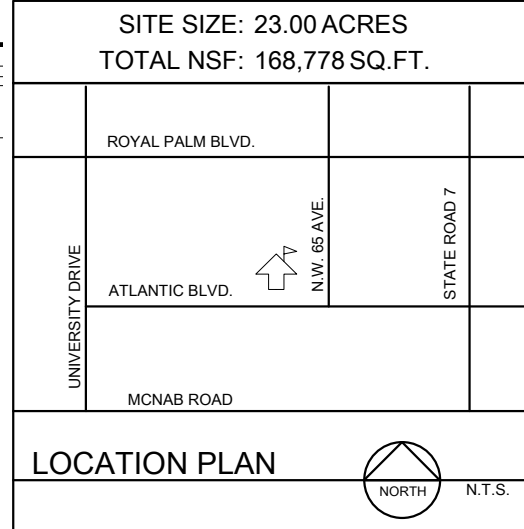 SITE SIZE: 23.00 ACRES
TOTAL NSF: 168,778 SQ.FT.
ROYAL PALM BLVD.
UNIVERSITY DRIVE
N.W. 65 AVE.
STATE ROAD 7
ATLANTIC BLVD.
MCNAB ROAD
LOCATION PLAN
NORTH
N.T.S.